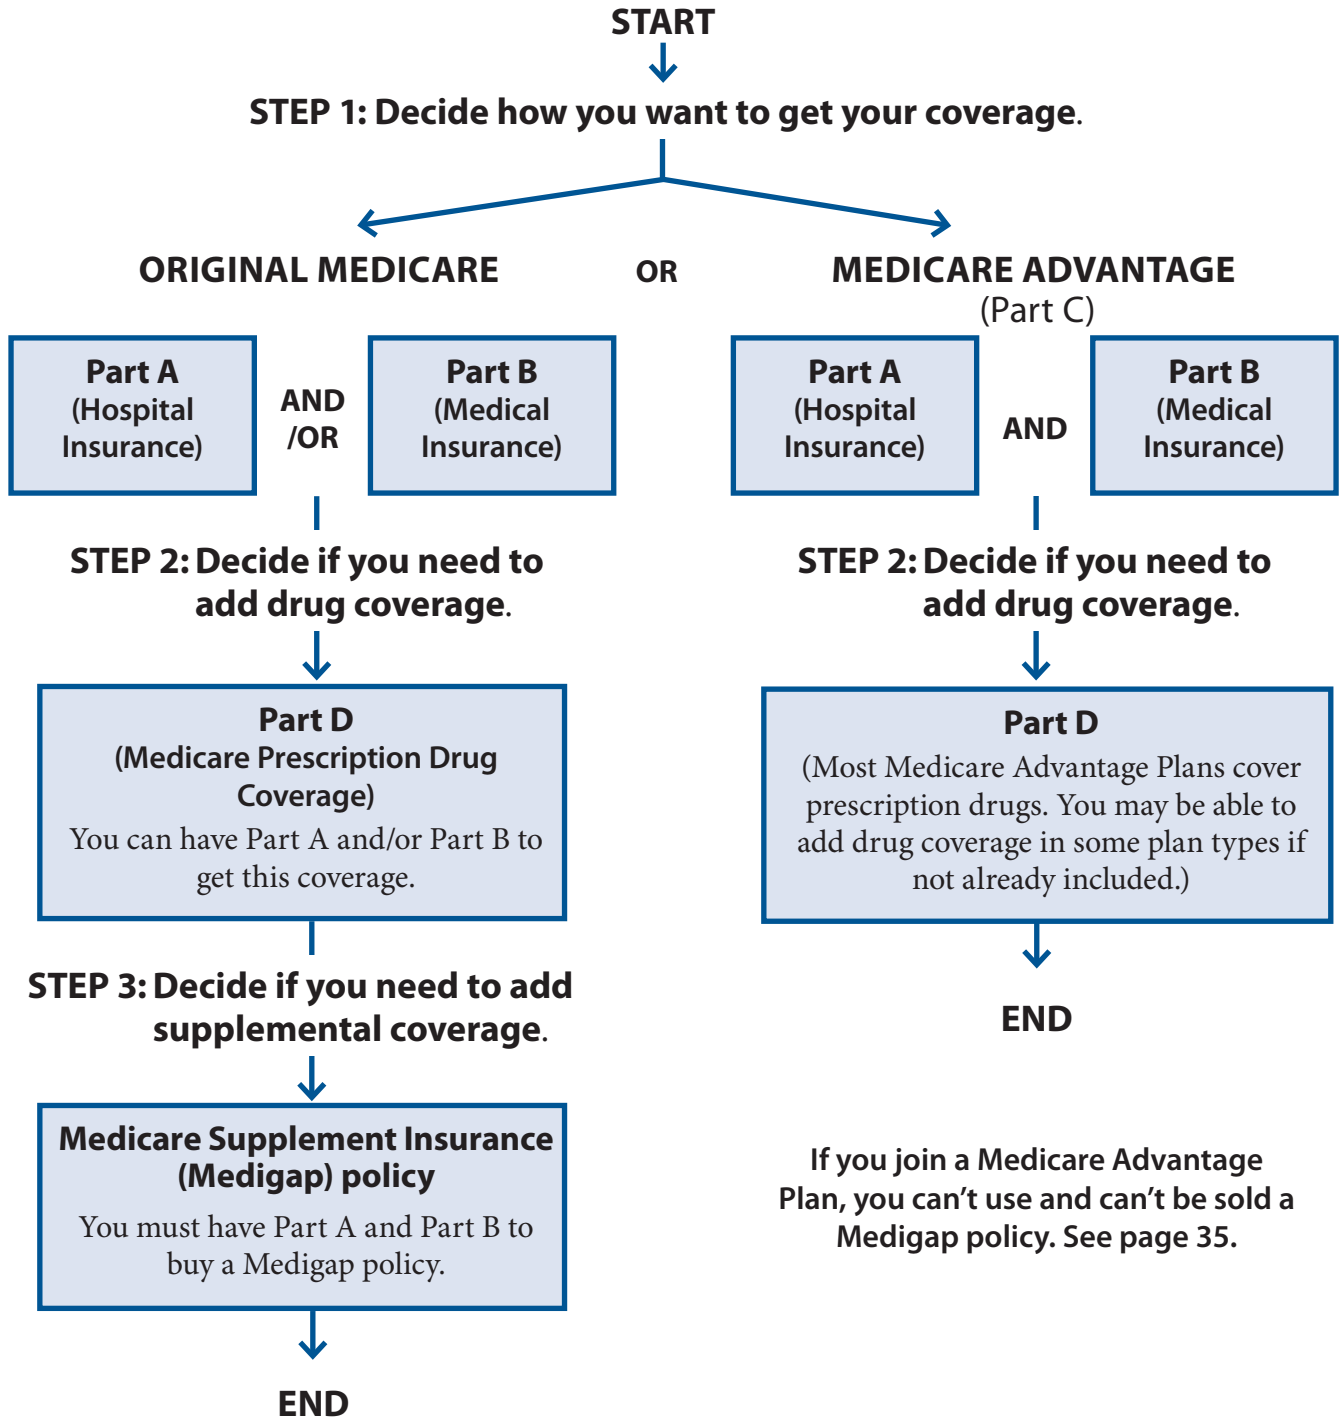 START
STEP 1: Decide how you want to get your coverage.
ORIGINAL MEDICARE
OR
MEDICARE ADVANTAGE
(Part C)
Part A
(Hospital
Insurance)
AND
/OR
Part B
(Medical
Insurance)
Part A
(Hospital
Insurance)
AND
Part B
(Medical
Insurance)
STEP 2: Decide if you need to
add drug coverage.
Part D
(Medicare Prescription Drug
Coverage)
You can have Part A and/or Part B to
get this coverage.
STEP 3: Decide if you need to add
supplemental coverage.
Medicare Supplement Insurance
(Medigap) policy
You must have Part A and Part B to
buy a Medigap policy.
END
STEP 2: Decide if you need to
add drug coverage.
Part D
(Most Medicare Advantage Plans cover
prescription drugs. You may be able to
add drug coverage in some plan types if
not already included.)
END
If you join a Medicare Advantage
Plan, you can’t use and can’t be sold a
Medigap policy. See page 35.